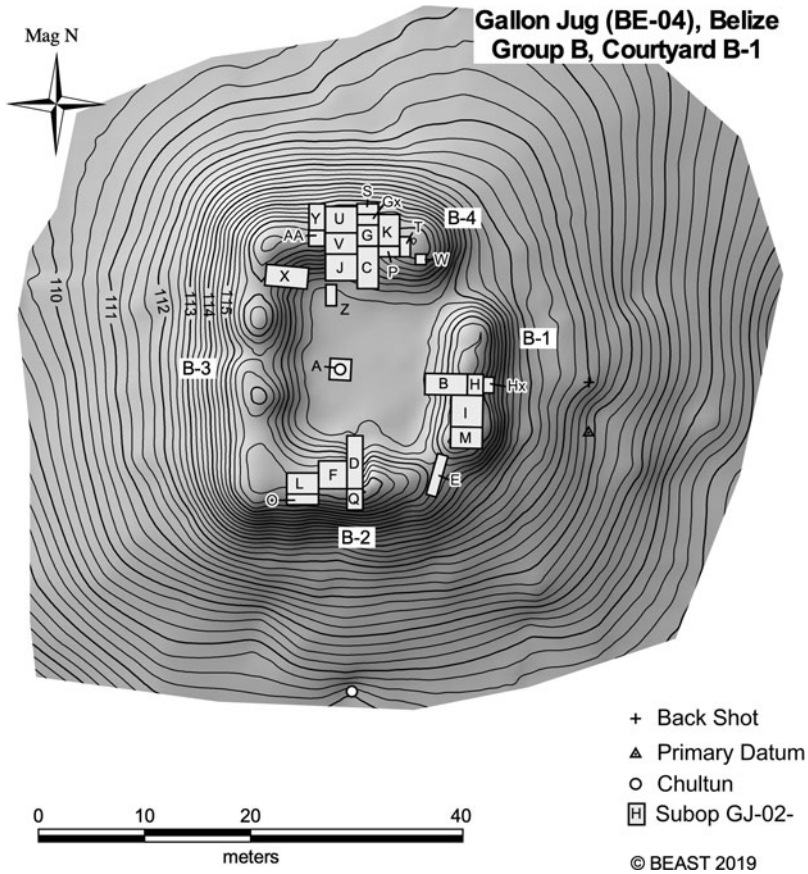 Gallon Jug (BE-04), Belize
Group B, Courtyard B-1
Mag N
S
Gx
B-4
Y
U
K
T
AA
V
G
W
X
J
C
P
Z
110
111
112
113
114
115
B-1
B-3
A
B
H
Hx
I
M
D
F
L
E
O
Q
B-2
+ Back Shot
Primary Datum
Chultun
H Subop GJ-02-
0 10 20 40
meters
© BEAST 2019